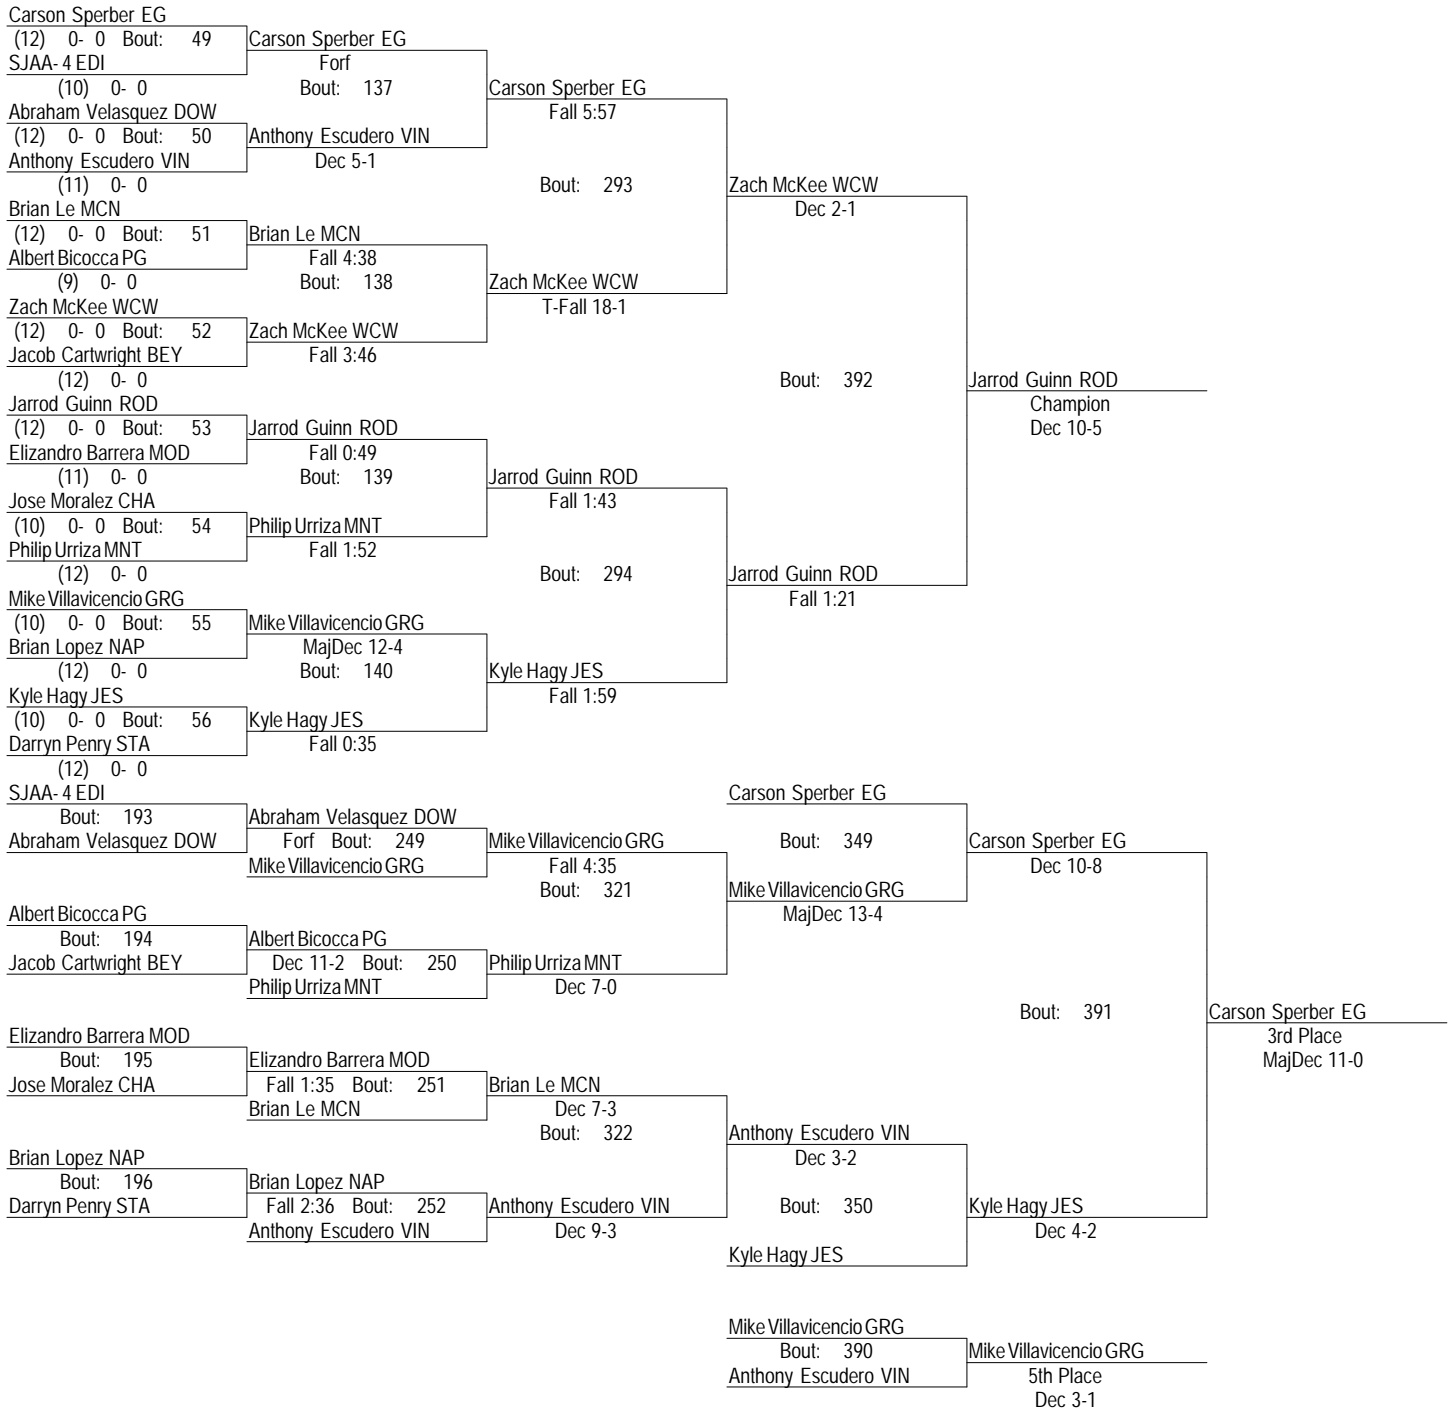 Carson Sperber EG
(12) 0- 0 Bout: 49 Carson Sperber EG
SJAA- 4 EDI Forf
(10) 0- 0 Bout: 137 Carson Sperber EG
Abraham Velasquez DOW Fall 5:57
(12) 0- 0 Bout: 50 Anthony Escudero VIN
Anthony Escudero VIN Dec 5-1
(11) 0- 0 Bout: 293 Zach McKee WCW
Brian Le MCN Dec 2-1
(12) 0- 0 Bout: 51 Brian Le MCN
Albert Bicocca PG Fall 4:38
(9) 0- 0 Bout: 138 Zach McKee WCW
Zach McKee WCW T-Fall 18-1
(12) 0- 0 Bout: 52 Zach McKee WCW
Jacob Cartwright BEY Fall 3:46
(12) 0- 0 Bout: 392 Jarrod Guinn ROD
Jarrod Guinn ROD Champion
(12) 0- 0 Bout: 53 Jarrod Guinn ROD Dec 10-5
Elizandro Barrera MOD Fall 0:49
(11) 0- 0 Bout: 139 Jarrod Guinn ROD
Jose Moralez CHA Fall 1:43
(10) 0- 0 Bout: 54 Philip Urriza MNT
Philip Urriza MNT Fall 1:52
(12) 0- 0 Bout: 294 Jarrod Guinn ROD
Mike Villavicencio GRG Fall 1:21
(10) 0- 0 Bout: 55 Mike Villavicencio GRG
Brian Lopez NAP MajDec 12-4
(12) 0- 0 Bout: 140 Kyle Hagy JES
Kyle Hagy JES Fall 1:59
(10) 0- 0 Bout: 56 Kyle Hagy JES
Darryn Penry STA Fall 0:35
(12) 0- 0
SJAA- 4 EDI Carson Sperber EG
Bout: 193 Abraham Velasquez DOW
Abraham Velasquez DOW Forf Bout: 249 Mike Villavicencio GRG Bout: 349 Carson Sperber EG
Mike Villavicencio GRG Fall 4:35 Dec 10-8
Bout: 321 Mike Villavicencio GRG
Albert Bicocca PG MajDec 13-4
Bout: 194 Albert Bicocca PG
Jacob Cartwright BEY Dec 11-2 Bout: 250 Philip Urriza MNT
Philip Urriza MNT Dec 7-0
Bout: 391 Carson Sperber EG
Elizandro Barrera MOD 3rd Place
Bout: 195 Elizandro Barrera MOD MajDec 11-0
Jose Moralez CHA Fall 1:35 Bout: 251 Brian Le MCN
Brian Le MCN Dec 7-3
Bout: 322 Anthony Escudero VIN
Brian Lopez NAP Dec 3-2
Bout: 196 Brian Lopez NAP
Darryn Penry STA Fall 2:36 Bout: 252 Anthony Escudero VIN Bout: 350 Kyle Hagy JES
Anthony Escudero VIN Dec 9-3 Dec 4-2
Kyle Hagy JES
Mike Villavicencio GRG
Bout: 390 Mike Villavicencio GRG
Anthony Escudero VIN 5th Place
Dec 3-1